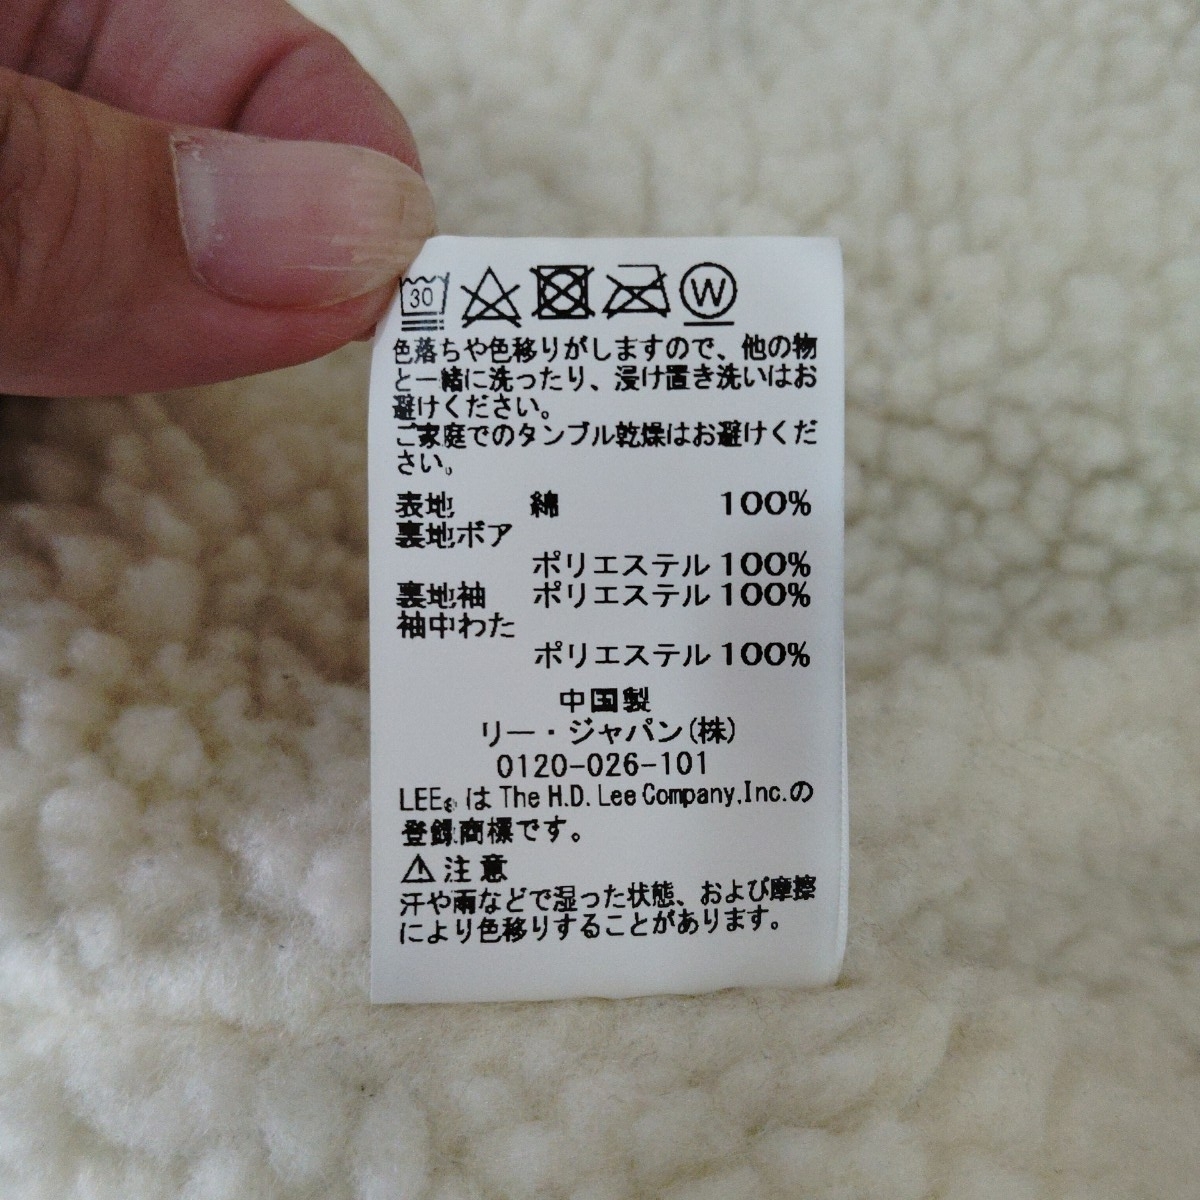 30 W
色落ちや色移りがしますので、他の物
と一緒に洗ったり、浸け置き洗いはお
避けください。
ご家庭でのタンブル乾燥はお避けくだ
さい。
表地 綿 100%
裏地ボア
ポリエステル 100%
裏地袖 ポリエステル 100%
袖中わた
ポリエステル 100%
中国製
リー・ジャパン(株)
0120-026-101
LEE®は The H.D. Lee Company,Inc.の
登録商標です。
⚠注意
汗や雨などで湿った状態、および摩擦
により色移りすることがあります。